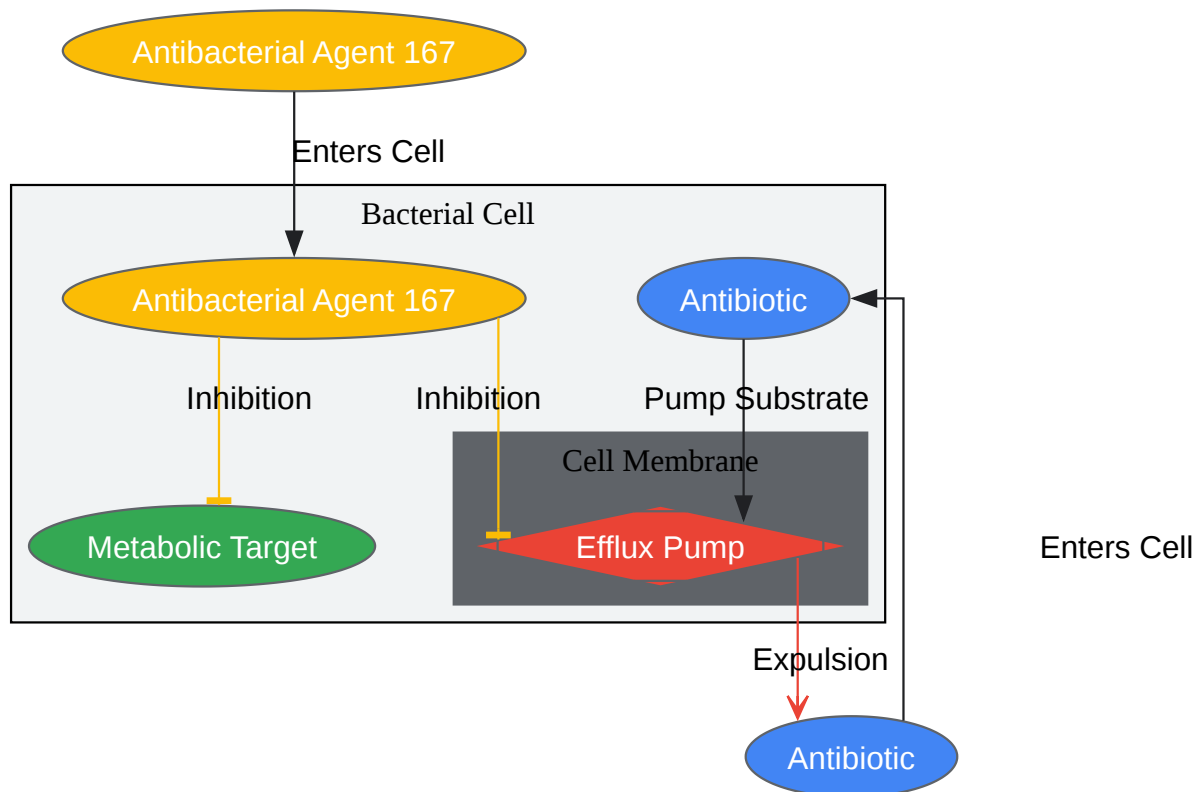 Antibacterial Agent 167
Enters Cell
Bacterial Cell
Antibacterial Agent 167
Antibiotic
Inhibition
Inhibition
Pump Substrate
Cell Membrane
Metabolic Target
Efflux Pump
Enters Cell
Expulsion
Antibiotic